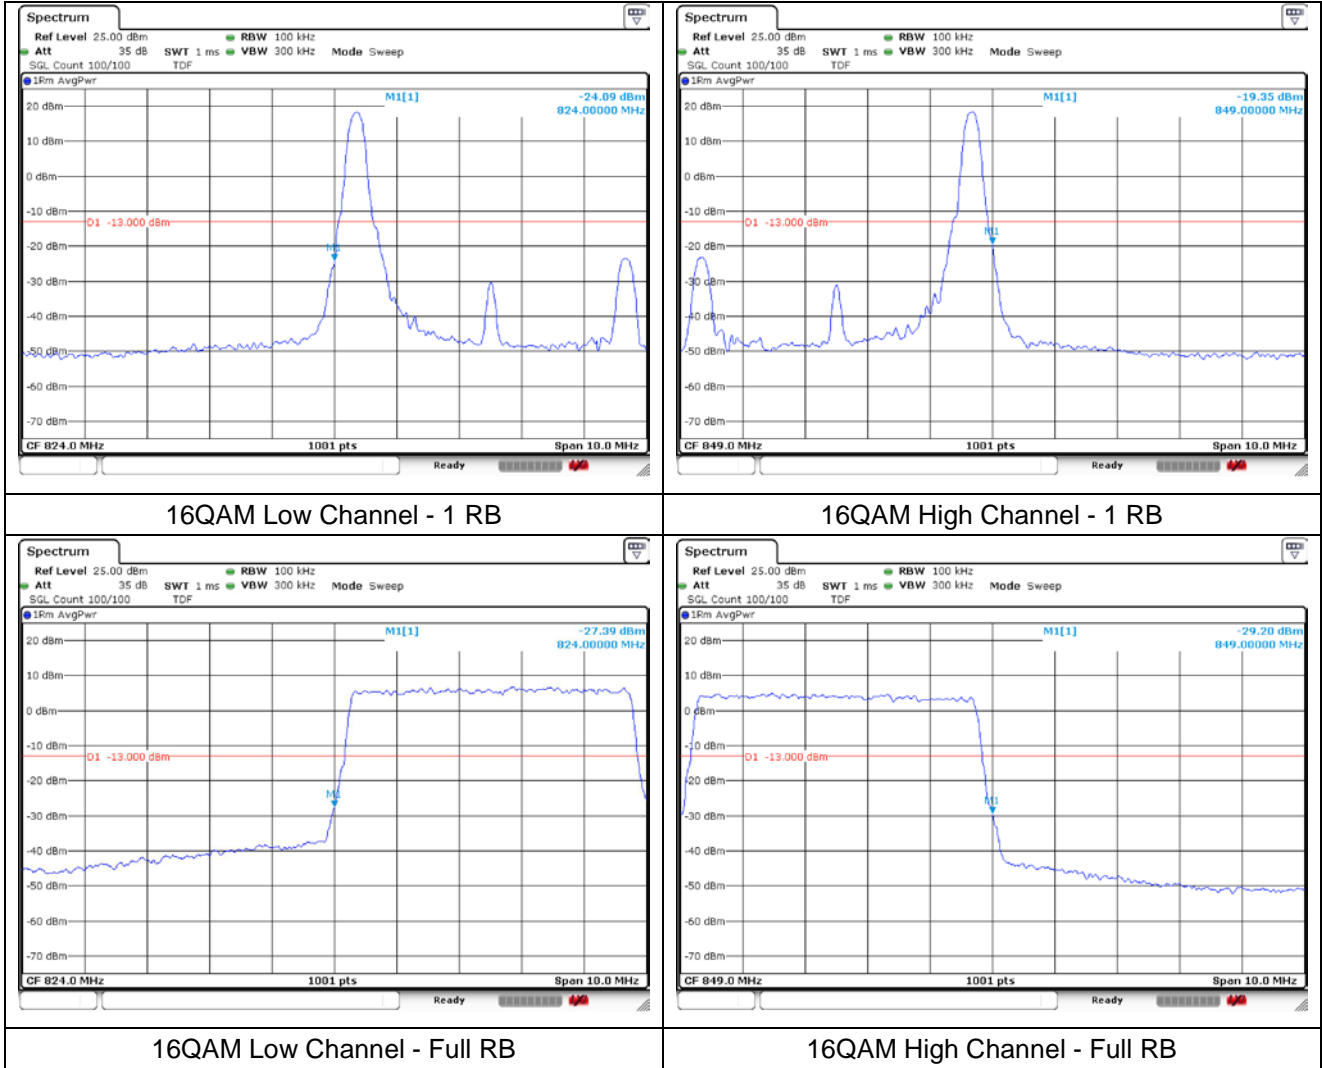 Spectrum
Ref Level 25.00 dBm RBW 100 kHz
Att 35 dB SWT 1 ms VBW 300 kHz Mode Sweep
SGL Count 100/100 TDF
1Rm AvgPwr
M1[1] -24.09 dBm
824.00000 MHz
20 dBm
10 dBm
0 dBm
-10 dBm
D1 -13.000 dBm
-20 dBm
M1
-30 dBm
-40 dBm
-50 dBm
-60 dBm
-70 dBm
CF 824.0 MHz 1001 pts Span 10.0 MHz
Ready
16QAM Low Channel - 1 RB
Spectrum
Ref Level 25.00 dBm RBW 100 kHz
Att 35 dB SWT 1 ms VBW 300 kHz Mode Sweep
SGL Count 100/100 TDF
1Rm AvgPwr
M1[1] -19.35 dBm
849.00000 MHz
20 dBm
10 dBm
0 dBm
-10 dBm
D1 -13.000 dBm
M1
-20 dBm
-30 dBm
-40 dBm
-50 dBm
-60 dBm
-70 dBm
CF 849.0 MHz 1001 pts Span 10.0 MHz
Ready
16QAM High Channel - 1 RB
Spectrum
Ref Level 25.00 dBm RBW 100 kHz
Att 35 dB SWT 1 ms VBW 300 kHz Mode Sweep
SGL Count 100/100 TDF
1Rm AvgPwr
M1[1] -27.39 dBm
824.00000 MHz
20 dBm
10 dBm
0 dBm
-10 dBm
D1 -13.000 dBm
-20 dBm
M1
-30 dBm
-40 dBm
-50 dBm
-60 dBm
-70 dBm
CF 824.0 MHz 1001 pts Span 10.0 MHz
Ready
16QAM Low Channel - Full RB
Spectrum
Ref Level 25.00 dBm RBW 100 kHz
Att 35 dB SWT 1 ms VBW 300 kHz Mode Sweep
SGL Count 100/100 TDF
1Rm AvgPwr
M1[1] -29.20 dBm
849.00000 MHz
20 dBm
10 dBm
0 dBm
-10 dBm
D1 -13.000 dBm
-20 dBm
M1
-30 dBm
-40 dBm
-50 dBm
-60 dBm
-70 dBm
CF 849.0 MHz 1001 pts Span 10.0 MHz
Ready
16QAM High Channel - Full RB